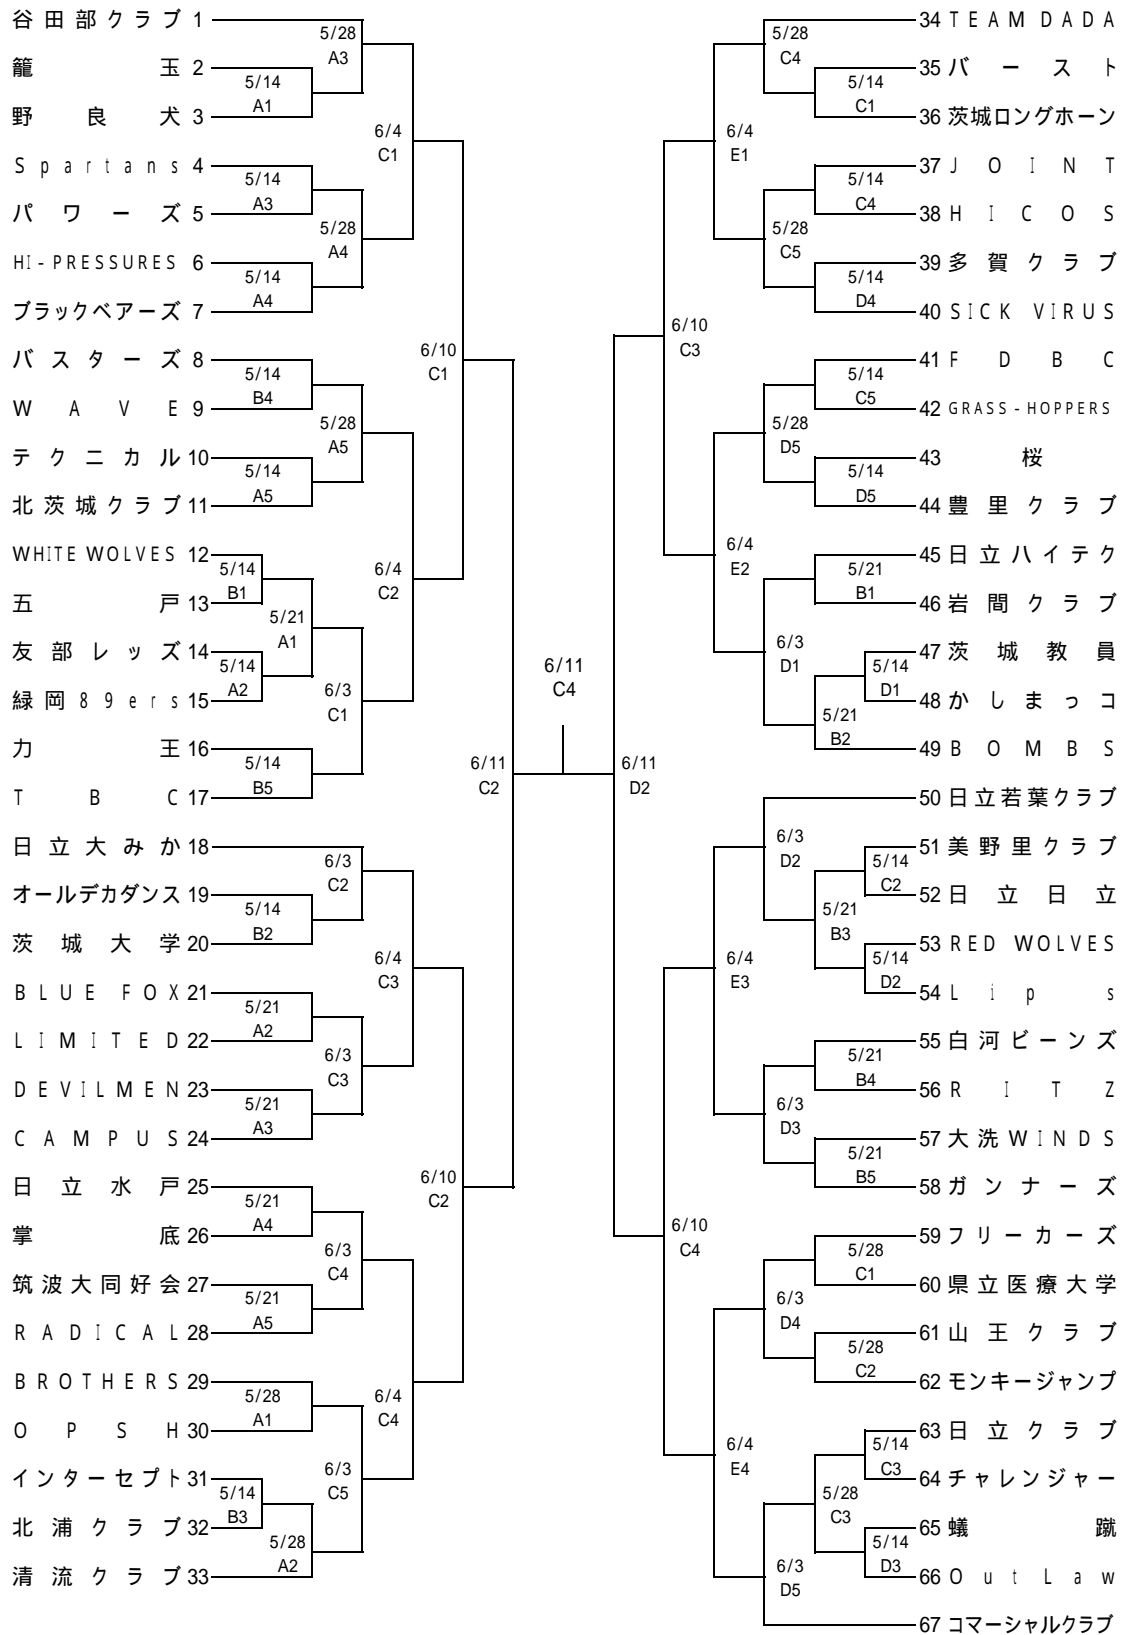 谷田部クラブ 1
5/28
A3
籠玉 2
5/14
A1
野良犬 3
6/4
C1
Spartans 4
5/14
A3
パワーズ 5
5/28
A4
HI-PRESSURES 6
5/14
A4
ブラックベアーズ 7
6/10
C1
バスターズ 8
5/14
B4
WAVE 9
5/28
A5
テクニカル 10
5/14
A5
北茨城クラブ 11
WHITE WOLVES 12
5/14
B1
五戸 13
6/4
C2
5/21
A1
友部レッズ 14
5/14
A2
緑岡89ers 15
6/3
C1
力王 16
5/14
B5
TBC 17
6/11
C2
日立大みか 18
6/3
C2
オールデカダンス 19
5/14
B2
茨城大学 20
6/4
C3
BLUE FOX 21
5/21
A2
LIMITED 22
6/3
C3
DEVILMEN 23
5/21
A3
CAMPUS 24
6/10
C2
日立水戸 25
5/21
A4
掌底 26
6/3
C4
筑波大同好会 27
5/21
A5
RADICAL 28
BROTHERS 29
5/28
A1
OPSH 30
6/4
C4
インターセプト 31
6/3
C5
5/14
B3
北浦クラブ 32
5/28
A2
清流クラブ 33
6/11
C4
34 TEAM DADA
5/28
C4
35 バースト
5/14
C1
36 茨城ロングホーン
6/4
E1
37 JOINT
5/14
C4
38 HICOS
5/28
C5
39 多賀クラブ
5/14
D4
40 SICK VIRUS
6/10
C3
41 FDBC
5/14
C5
42 GRASS-HOPPERS
5/28
D5
43 桜
5/14
D5
44 豊里クラブ
6/4
E2
45 日立ハイテク
5/21
B1
46 岩間クラブ
6/3
D1
47 茨城教員
5/14
D1
48 かしまっコ
5/21
B2
49 BOMBS
6/11
D2
50 日立若葉クラブ
6/3
D2
51 美野里クラブ
5/14
C2
52 日立日立
5/21
B3
53 RED WOLVES
5/14
D2
54 Lips
6/4
E3
55 白河ビーンズ
5/21
B4
56 RITZ
6/3
D3
57 大洗WINDS
5/21
B5
58 ガンナーズ
6/10
C4
59 フリーカーズ
5/28
C1
60 県立医療大学
6/3
D4
61 山王クラブ
5/28
C2
62 モンキージャンプ
6/4
E4
63 日立クラブ
5/14
C3
64 チャレンジャー
5/28
C3
65 蟻蹴
5/14
D3
66 OutLaw
6/3
D5
67 コマーシャルクラブ